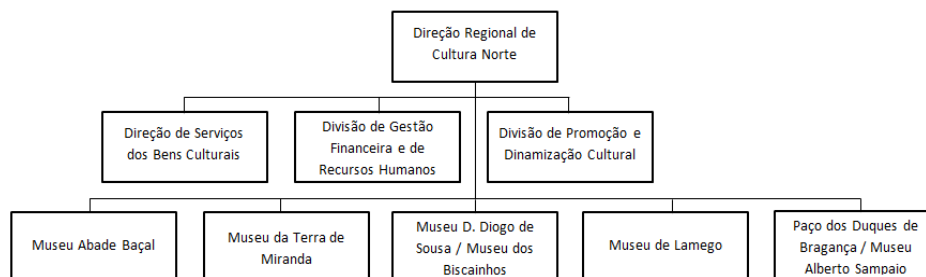 Direção Regional de
Cultura Norte
Direção de Serviços
dos Bens Culturais
Divisão de Gestão
Financeira e de
Recursos Humanos
Divisão de Promoção e
Dinamização Cultural
Museu Abade Baçal
Museu da Terra de
Miranda
Museu D. Diogo de
Sousa / Museu dos
Biscainhos
Museu de Lamego
Paço dos Duques de
Bragança / Museu
Alberto Sampaio